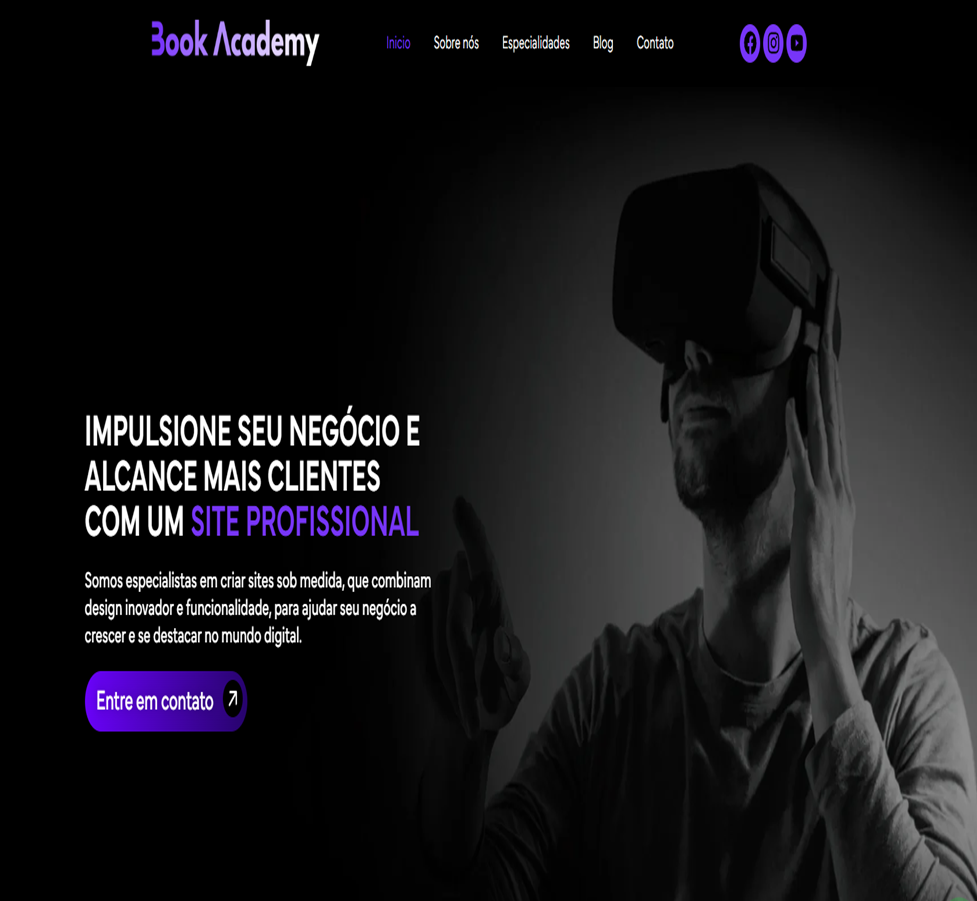 Book Academy
Inicio Sobre nós Especialidades Blog Contato
IMPULSIONE SEU NEGÓCIO E
ALCANCE MAIS CLIENTES
COM UM SITE PROFISSIONAL
Somos especialistas em criar sites sob medida, que combinam
design inovador e funcionalidade, para ajudar seu negócio a
crescer e se destacar no mundo digital.
Entre em contato